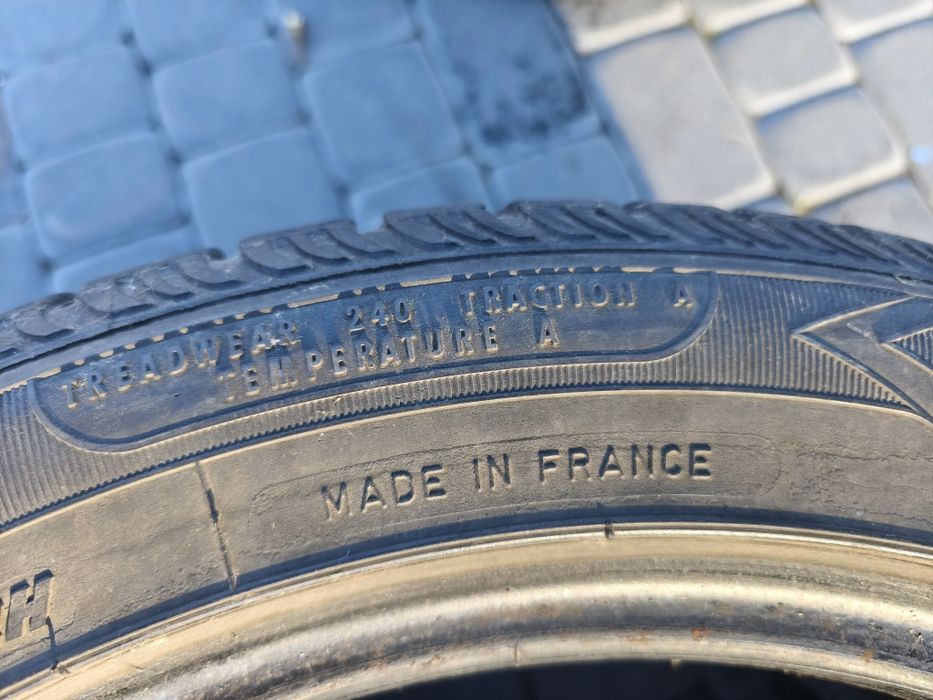 TREADWEAR 240 TRACTION A
TEMPERATURE A
MADE IN FRANCE
H